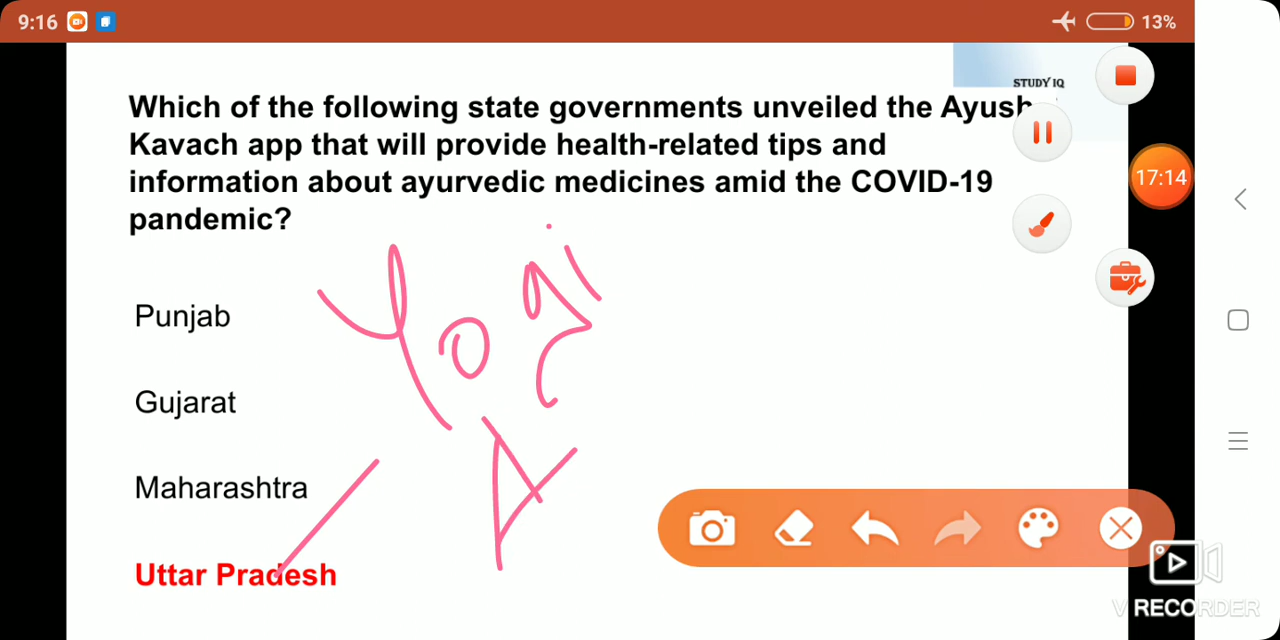 9:16
13%
STUDY IQ
Which of the following state governments unveiled the Ayush
Kavach app that will provide health-related tips and
information about ayurvedic medicines amid the COVID-19
pandemic?
17:14
Punjab
Yogi
Gujarat
A
Maharashtra
Uttar Pradesh
V RECORDER